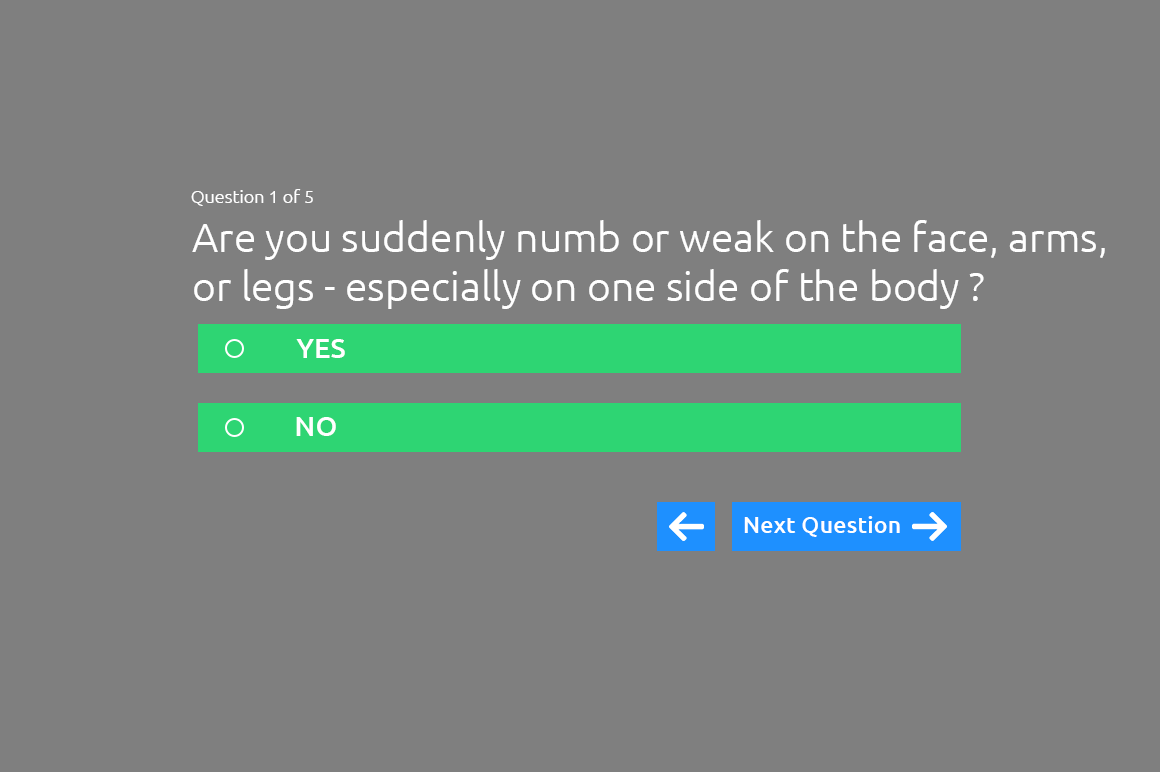 Question 1 of 5
Are you suddenly numb or weak on the face, arms,
or legs - especially on one side of the body ?
YES
NO
Next Question